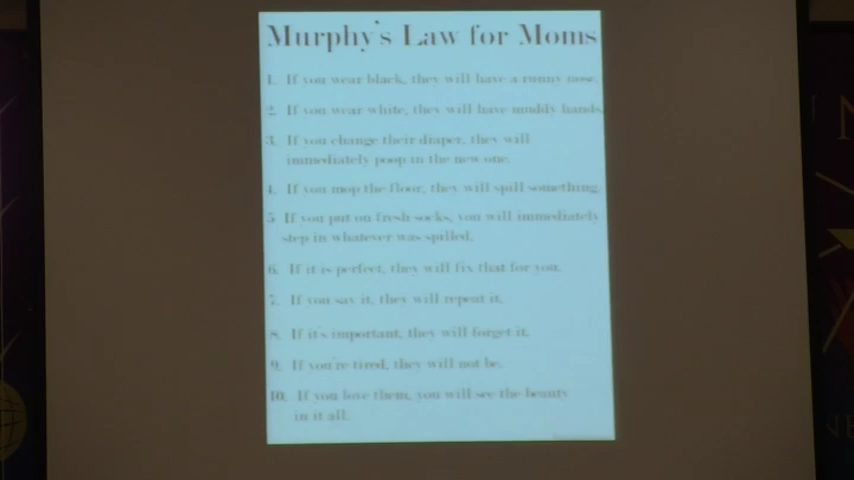 Murphy's Law for Moms
1. If you wear black, they will have a runny nose.
2. If you wear white, they will have muddy hands.
3. If you change their diaper, they will
immediately poop in the new one.
4. If you mop the floor, they will spill something.
5 If you put on fresh socks, you will immediately
step in whatever was spilled.
6. If it is perfect, they will fix that for you.
7. If you say it, they will repeat it.
8. If it's important, they will forget it.
9. If you're tired, they will not be.
10. If you love them, you will see the beauty
in it all.